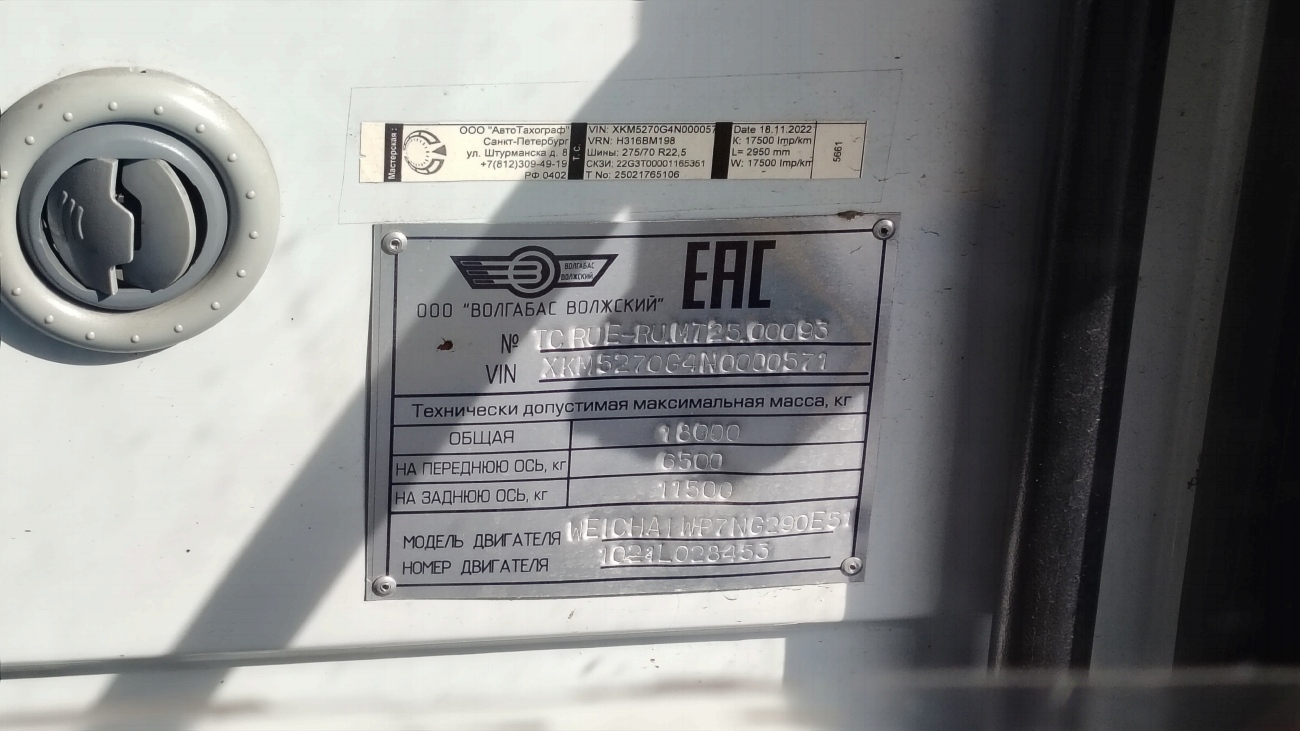 Мастерская :
ООО "АвтоТахограф"
Санкт-Петербург
ул. Штурманска д. 8
+7(812)309-49-19
РФ 0402
т.с.
VIN: XKM5270G4N000057
VRN: H316BM198
Шины: 275/70 R22,5
СКЗИ: 22G3T00001165351
T No: 25021765106
Date 18.11.2022
K: 17500 Imp/km
L= 2950 mm
W: 17500 Imp/km
5661
ВОЛГАБАС
ВОЛЖСКИЙ
EAC
ООО "ВОЛГАБАС ВОЛЖСКИЙ"
№ TC RU E-RU.MT25.00093
VIN XKM5270G4N0000571
Технически допустимая максимальная масса, кг
ОБЩАЯ 18000
НА ПЕРЕДНЮЮ ОСЬ, кг 6500
НА ЗАДНЮЮ ОСЬ, кг 11500
МОДЕЛЬ ДВИГАТЕЛЯ WEICHAI WP7NG290E51
НОМЕР ДВИГАТЕЛЯ 1021L028453